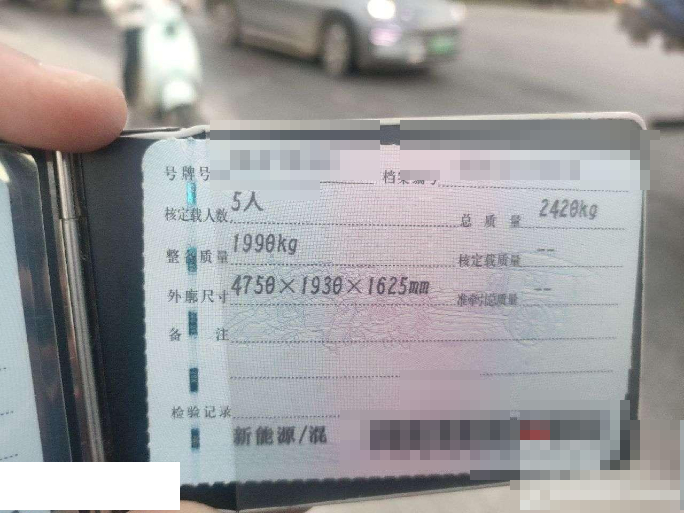 号牌号
档案编号
核定载人数 5人 总质量 2420kg
整备质量 1990kg 核定载质量 --
外廓尺寸 4750×1930×1625mm 准牵引总质量 --
备注
检验记录
新能源/混